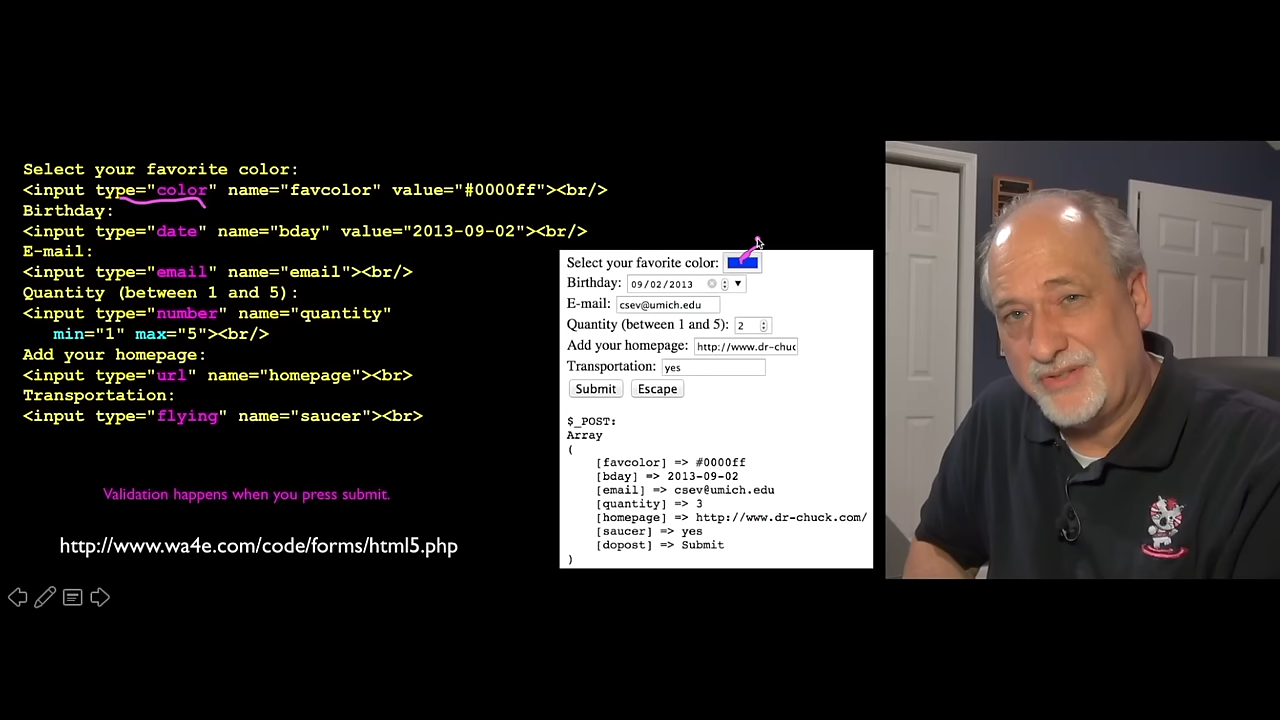 Select your favorite color:
<input type="color" name="favcolor" value="#0000ff"><br/>
Birthday:
<input type="date" name="bday" value="2013-09-02"><br/>
E-mail:
<input type="email" name="email"><br/>
Quantity (between 1 and 5):
<input type="number" name="quantity"
min="1" max="5"><br/>
Add your homepage:
<input type="url" name="homepage"><br>
Transportation:
<input type="flying" name="saucer"><br>
Validation happens when you press submit.
http://www.wa4e.com/code/forms/html5.php
Select your favorite color:
Birthday: 09/02/2013
E-mail: csev@umich.edu
Quantity (between 1 and 5): 2
Add your homepage: http://www.dr-chuc
Transportation: yes
Submit Escape
$_POST:
Array
(
[favcolor] => #0000ff
[bday] => 2013-09-02
[email] => csev@umich.edu
[quantity] => 3
[homepage] => http://www.dr-chuck.com/
[saucer] => yes
[dopost] => Submit
)